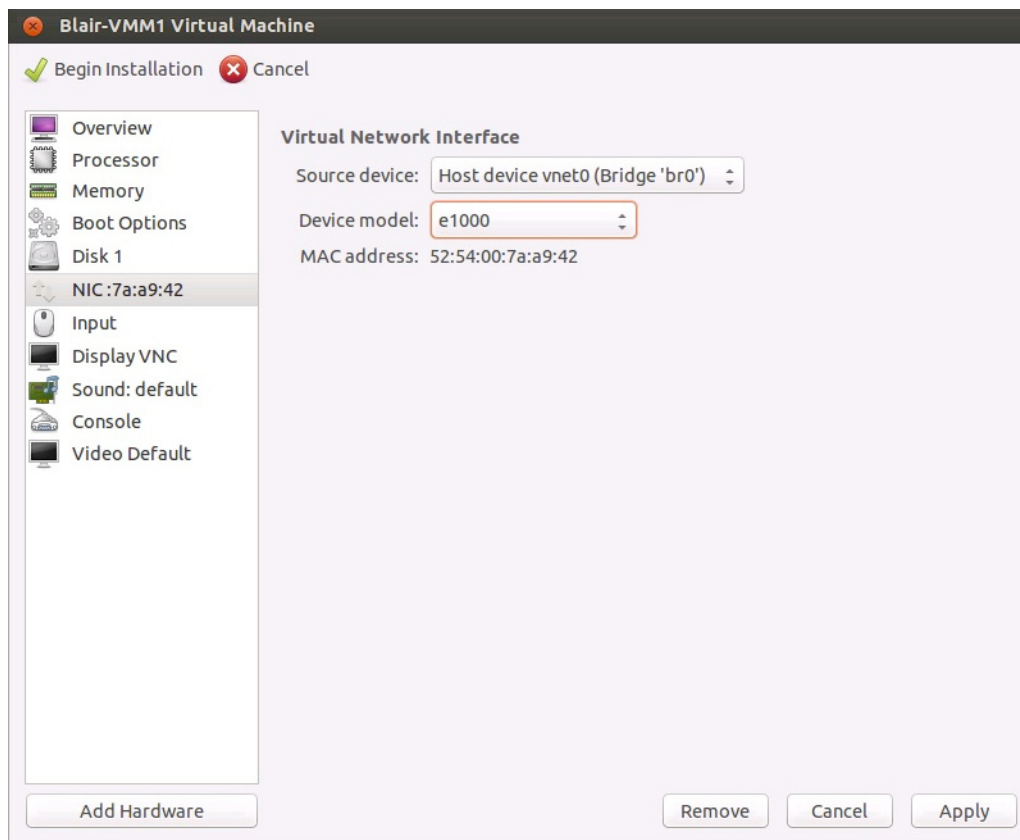 Blair-VMM1 Virtual Machine
Begin Installation Cancel
Overview
Processor
Memory
Boot Options
Disk 1
NIC :7a:a9:42
Input
Display VNC
Sound: default
Console
Video Default
Virtual Network Interface
Source device: Host device vnet0 (Bridge 'br0')
Device model: e1000
MAC address: 52:54:00:7a:a9:42
Add Hardware
Remove Cancel Apply